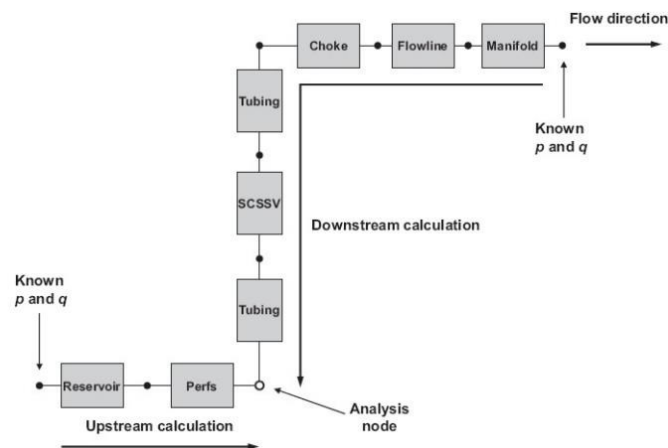 Flow direction
Choke
Flowline
Manifold
Tubing
Known
p and q
SCSSV
Downstream calculation
Known
p and q
Tubing
Reservoir
Perfs
Analysis
node
Upstream calculation